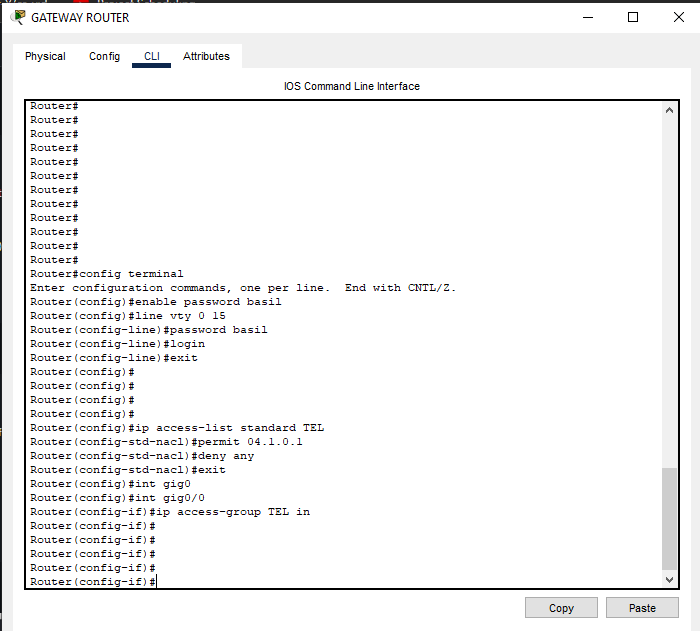 GATEWAY ROUTER
Physical Config CLI Attributes
IOS Command Line Interface
Router#
Router#
Router#
Router#
Router#
Router#
Router#
Router#
Router#
Router#
Router#
Router#
Router#config terminal
Enter configuration commands, one per line.  End with CNTL/Z.
Router(config)#enable password basil
Router(config)#line vty 0 15
Router(config-line)#password basil
Router(config-line)#login
Router(config-line)#exit
Router(config)#
Router(config)#
Router(config)#
Router(config)#
Router(config)#ip access-list standard TEL
Router(config-std-nacl)#permit 04.1.0.1
Router(config-std-nacl)#deny any
Router(config-std-nacl)#exit
Router(config)#int gig0
Router(config)#int gig0/0
Router(config-if)#ip access-group TEL in
Router(config-if)#
Router(config-if)#
Router(config-if)#
Router(config-if)#
Router(config-if)#
Copy Paste